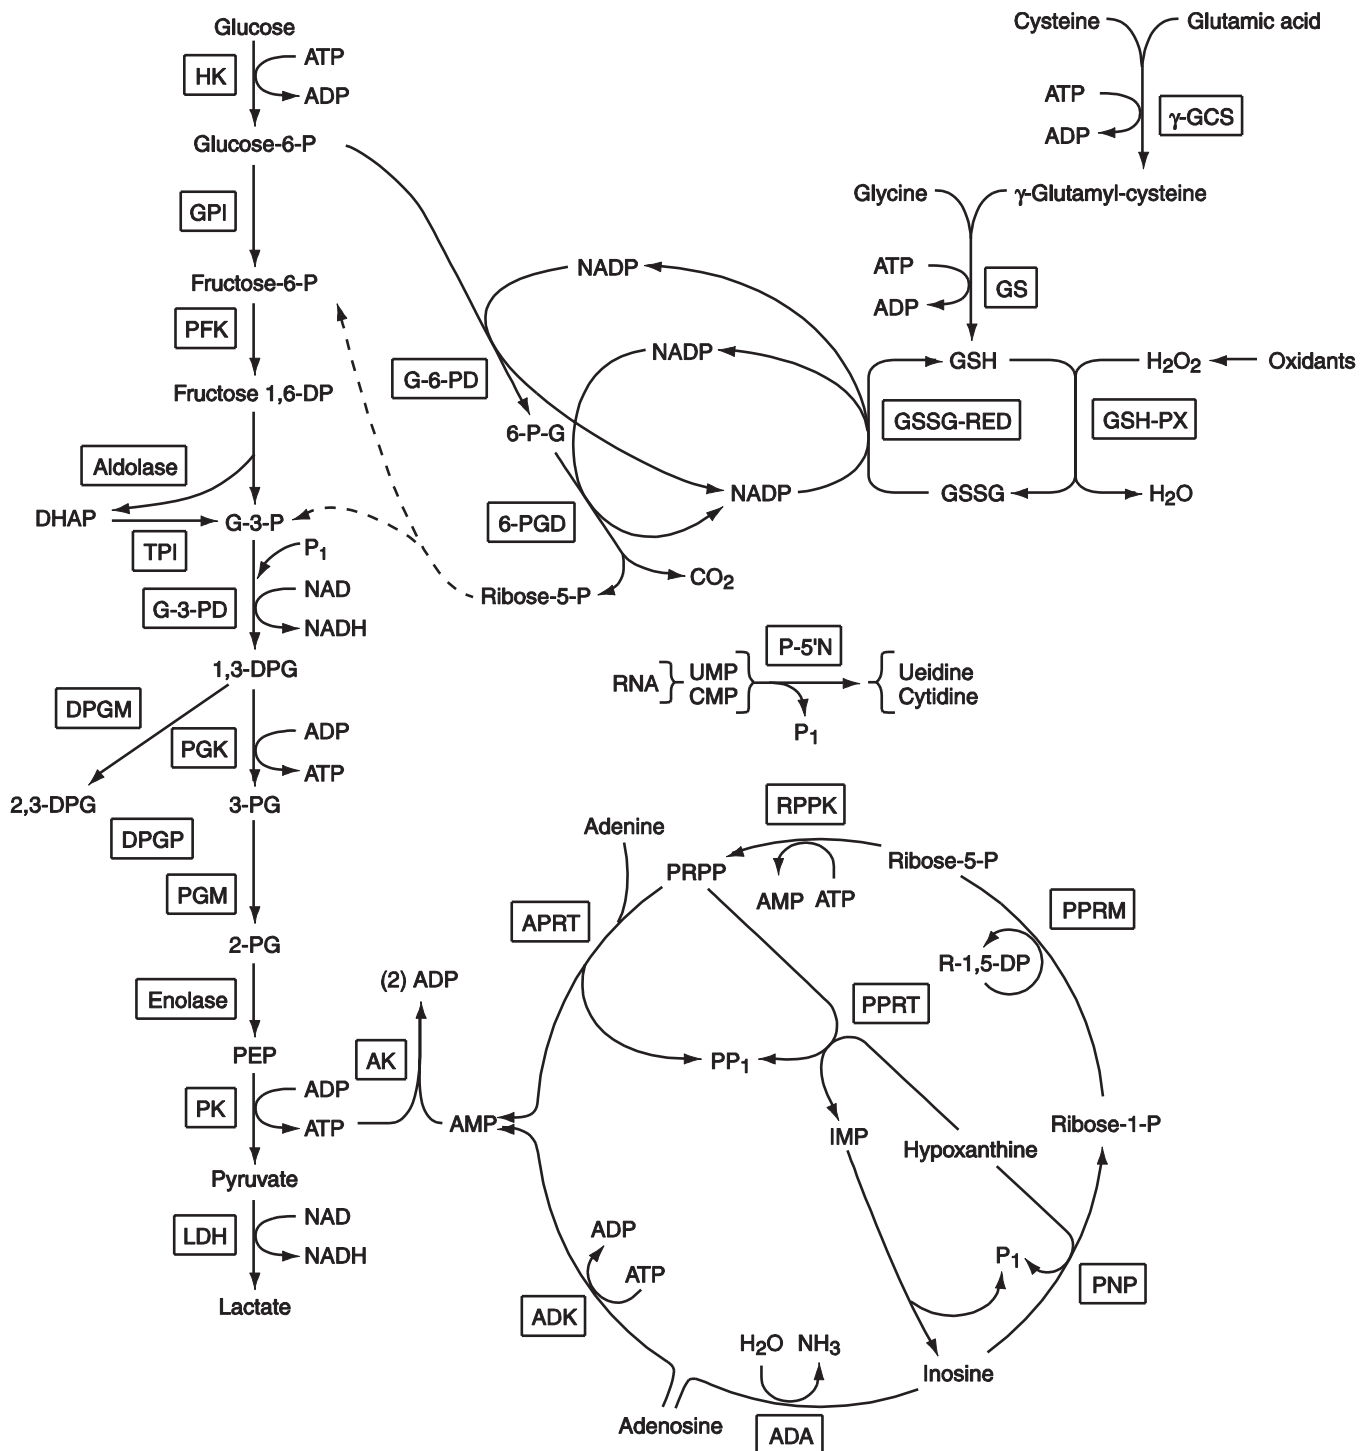 Glucose
HK
ATP
ADP
Glucose-6-P
GPI
Fructose-6-P
PFK
Fructose 1,6-DP
Aldolase
DHAP
G-3-P
TPI
P1
NAD
G-3-PD
NADH
1,3-DPG
DPGM
PGK
ADP
ATP
2,3-DPG
3-PG
DPGP
PGM
2-PG
Enolase
PEP
PK
ADP
ATP
Pyruvate
LDH
NAD
NADH
Lactate
(2) ADP
AK
AMP
Cysteine
Glutamic acid
ATP
ADP
γ-GCS
Glycine
γ-Glutamyl-cysteine
ATP
ADP
GS
NADP
NADP
G-6-PD
6-P-G
NADP
6-PGD
CO2
Ribose-5-P
GSH
H2O2
Oxidants
GSSG-RED
GSH-PX
GSSG
H2O
P-5'N
RNA
UMP
CMP
Ueidine
Cytidine
P1
RPPK
Adenine
PRPP
Ribose-5-P
AMP ATP
APRT
PPRM
R-1,5-DP
PPRT
PP1
IMP
Hypoxanthine
Ribose-1-P
ADP
ATP
ADK
P1
PNP
H2O NH3
Inosine
Adenosine
ADA